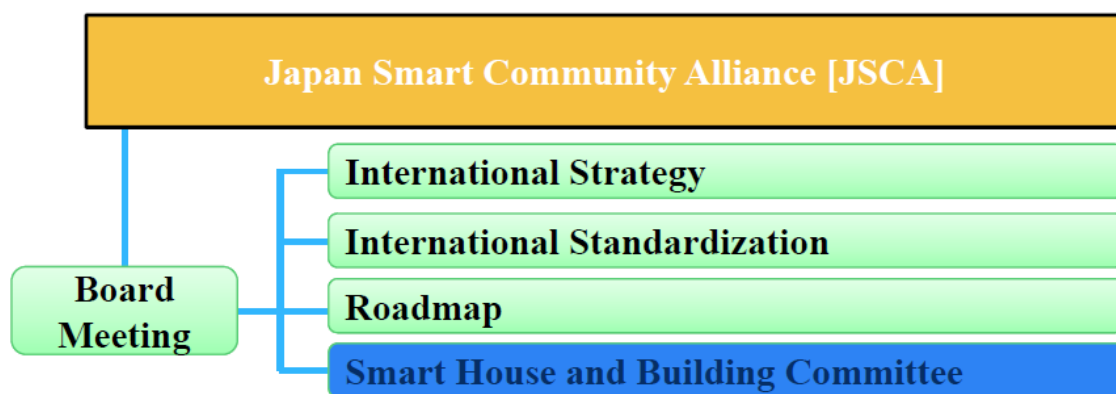 Japan Smart Community Alliance [JSCA]
International Strategy
International Standardization
Board
Meeting
Roadmap
Smart House and Building Committee